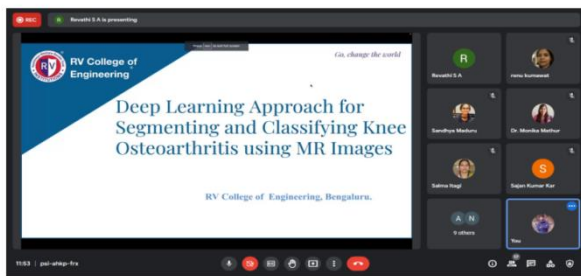 REC
R
Revathi S A is presenting
RV College of
Engineering
Go, change the world
Deep Learning Approach for
Segmenting and Classifying Knee
Osteoarthritis using MR Images
RV College of Engineering, Bengaluru.
R
Revathi S A
renu kumawat
Sandhya Maduru
Dr. Monika Mathur
Salma Itagi
S
Sajan Kumar Kar
A N
9 others
You
11:53 | psi-ahkp-frx